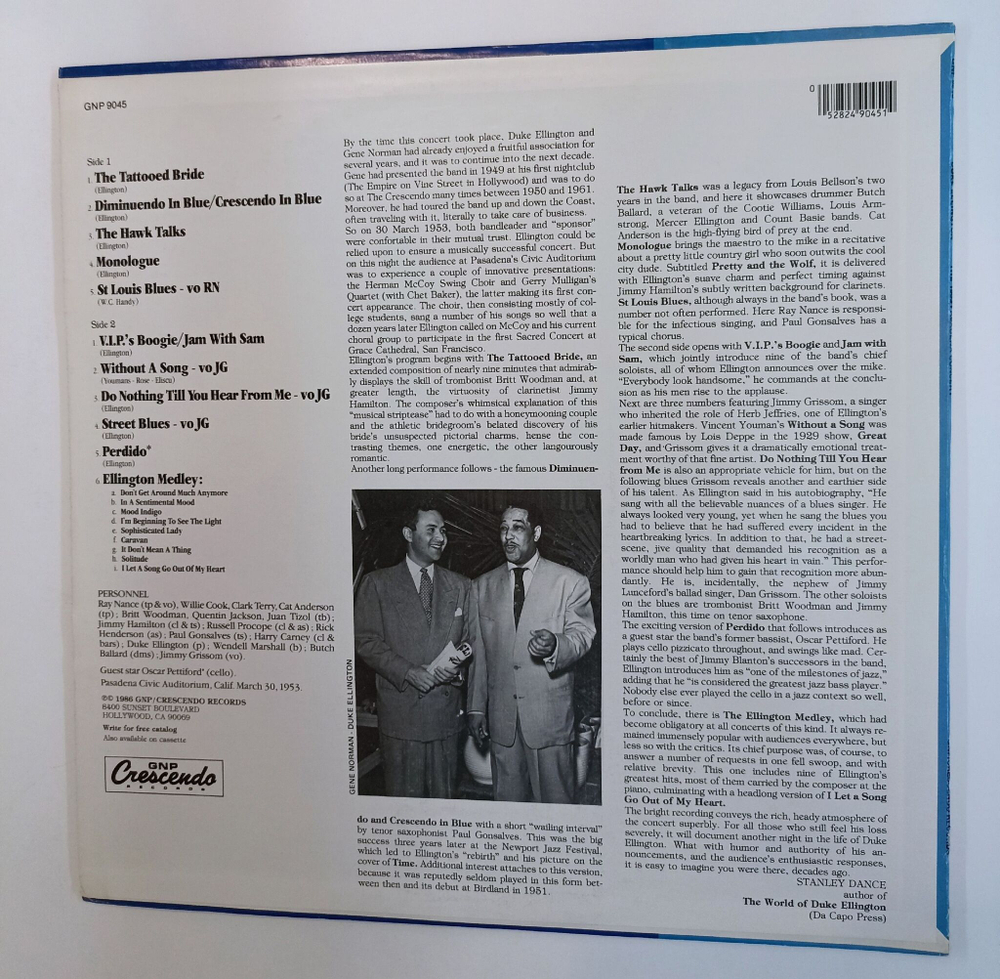 GNP 9045
0
52824 90451
Side 1
1. The Tattooed Bride
(Ellington)
2. Diminuendo In Blue/Crescendo In Blue
(Ellington)
3. The Hawk Talks
(Ellington)
4. Monologue
(Ellington)
5. St Louis Blues - vo RN
(W.C. Handy)
Side 2
1. V.I.P.'s Boogie/Jam With Sam
(Ellington)
2. Without A Song - vo JG
(Youmans - Rose - Eliscu)
3. Do Nothing Till You Hear From Me - vo JG
(Ellington)
4. Street Blues - vo JG
(Ellington)
5. Perdido*
(Ellington)
6. Ellington Medley:
a. Don't Get Around Much Anymore
b. In A Sentimental Mood
c. Mood Indigo
d. I'm Beginning To See The Light
e. Sophisticated Lady
f. Caravan
g. It Don't Mean A Thing
h. Solitude
i. I Let A Song Go Out Of My Heart
PERSONNEL
Ray Nance (tp & vo), Willie Cook, Clark Terry, Cat Anderson
(tp) ; Britt Woodman, Quentin Jackson, Juan Tizol (tb) ;
Jimmy Hamilton (cl & ts) ; Russell Procope (cl & as) ; Rick
Henderson (as) ; Paul Gonsalves (ts) ; Harry Carney (cl &
bars) ; Duke Ellington (p) ; Wendell Marshall (b) ; Butch
Ballard (dms) ; Jimmy Grissom (vo).
Guest star Oscar Pettiford* (cello).
Pasadena Civic Auditorium, Calif. March 30, 1953.
℗© 1986 GNP/CRESCENDO RECORDS
8400 SUNSET BOULEVARD
HOLLYWOOD, CA 90069
Write for free catalog
Also available on cassette
GNP
Crescendo
RECORDS
By the time this concert took place, Duke Ellington and
Gene Norman had already enjoyed a fruitful association for
several years, and it was to continue into the next decade.
Gene had presented the band in 1949 at his first nightclub
(The Empire on Vine Street in Hollywood) and was to do
so at The Crescendo many times between 1950 and 1961.
Moreover, he had toured the band up and down the Coast,
often traveling with it, literally to take care of business.
So on 30 March 1953, both bandleader and "sponsor"
were confortable in their mutual trust. Ellington could be
relied upon to ensure a musically successful concert. But
on this night the audience at Pasadena's Civic Auditorium
was to experience a couple of innovative presentations:
the Herman McCoy Swing Choir and Gerry Mulligan's
Quartet (with Chet Baker), the latter making its first con-
cert appearance. The choir, then consisting mostly of col-
lege students, sang a number of his songs so well that a
dozen years later Ellington called on McCoy and his current
choral group to participate in the first Sacred Concert at
Grace Cathedral, San Francisco.
Ellington's program begins with The Tattooed Bride, an
extended composition of nearly nine minutes that admirab-
ly displays the skill of trombonist Britt Woodman and, at
greater length, the virtuosity of clarinetist Jimmy
Hamilton. The composer's whimsical explanation of this
"musical striptease" had to do with a honeymooning couple
and the athletic bridegroom's belated discovery of his
bride's unsuspected pictorial charms, hence the con-
trasting themes, one energetic, the other langourously
romantic.
Another long performance follows - the famous Diminuen-
GENE NORMAN - DUKE ELLINGTON
do and Crescendo in Blue with a short "wailing interval"
by tenor saxophonist Paul Gonsalves. This was the big
success three years later at the Newport Jazz Festival,
which led to Ellington's "rebirth" and his picture on the
cover of Time. Additional interest attaches to this version,
because it was reputedly seldom played in this form bet-
ween then and its debut at Birdland in 1951.
The Hawk Talks was a legacy from Louis Bellson's two
years in the band, and here it showcases drummer Butch
Ballard, a veteran of the Cootie Williams, Louis Arm-
strong, Mercer Ellington and Count Basie bands. Cat
Anderson is the high-flying bird of prey at the end.
Monologue brings the maestro to the mike in a recitative
about a pretty little country girl who soon outwits the cool
city dude. Subtitled Pretty and the Wolf, it is delivered
with Ellington's suave charm and perfect timing against
Jimmy Hamilton's subtly written background for clarinets.
St Louis Blues, although always in the band's book, was a
number not often performed. Here Ray Nance is responsi-
ble for the infectious singing, and Paul Gonsalves has a
typical chorus.
The second side opens with V.I.P.'s Boogie and Jam with
Sam, which jointly introduce nine of the band's chief
soloists, all of whom Ellington announces over the mike.
"Everybody look handsome," he commands at the conclu-
sion as his men rise to the applause.
Next are three numbers featuring Jimmy Grissom, a singer
who inherited the role of Herb Jeffries, one of Ellington's
earlier hitmakers. Vincent Youman's Without a Song was
made famous by Lois Deppe in the 1929 show, Great
Day, and Grissom gives it a dramatically emotional treat-
ment worthy of that fine artist. Do Nothing Till You Hear
from Me is also an appropriate vehicle for him, but on the
following blues Grissom reveals another and earthier side
of his talent. As Ellington said in his autobiography, "He
sang with all the believable nuances of a blues singer. He
always looked very young, yet when he sang the blues you
had to believe that he had suffered every incident in the
heartbreaking lyrics. In addition to that, he had a street-
scene, jive quality that demanded his recognition as a
worldly man who had given his heart in vain." This perfor-
mance should help him to gain that recognition more abun-
dantly. He is, incidentally, the nephew of Jimmy
Lunceford's ballad singer, Dan Grissom. The other soloists
on the blues are trombonist Britt Woodman and Jimmy
Hamilton, this time on tenor saxophone.
The exciting version of Perdido that follows introduces as
a guest star the band's former bassist, Oscar Pettiford. He
plays cello pizzicato throughout, and swings like mad. Cer-
tainly the best of Jimmy Blanton's successors in the band,
Ellington introduces him as "one of the milestones of jazz,"
adding that he "is considered the greatest jazz bass player."
Nobody else ever played the cello in a jazz context so well,
before or since.
To conclude, there is The Ellington Medley, which had
become obligatory at all concerts of this kind. It always re-
mained immensely popular with audiences everywhere, but
less so with the critics. Its chief purpose was, of course, to
answer a number of requests in one fell swoop, and with
relative brevity. This one includes nine of Ellington's
greatest hits, most of them carried by the composer at the
piano, culminating with a headlong version of I Let a Song
Go Out of My Heart.
The bright recording conveys the rich, heady atmosphere of
the concert superbly. For all those who still feel his loss
severely, it will document another night in the life of Duke
Ellington. What with humor and authority of his an-
nouncements, and the audience's enthusiastic responses,
it is easy to imagine you were there, decades ago.
STANLEY DANCE
author of
The World of Duke Ellington
(Da Capo Press)